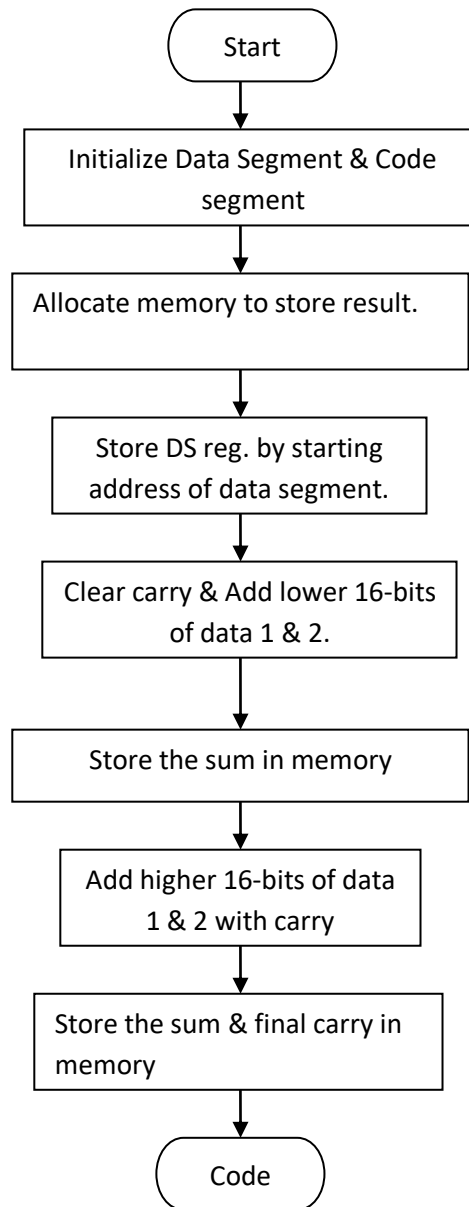 Start
Initialize Data Segment & Code
segment
Allocate memory to store result.
Store DS reg. by starting
address of data segment.
Clear carry & Add lower 16-bits
of data 1 & 2.
Store the sum in memory
Add higher 16-bits of data
1 & 2 with carry
Store the sum & final carry in
memory
Code